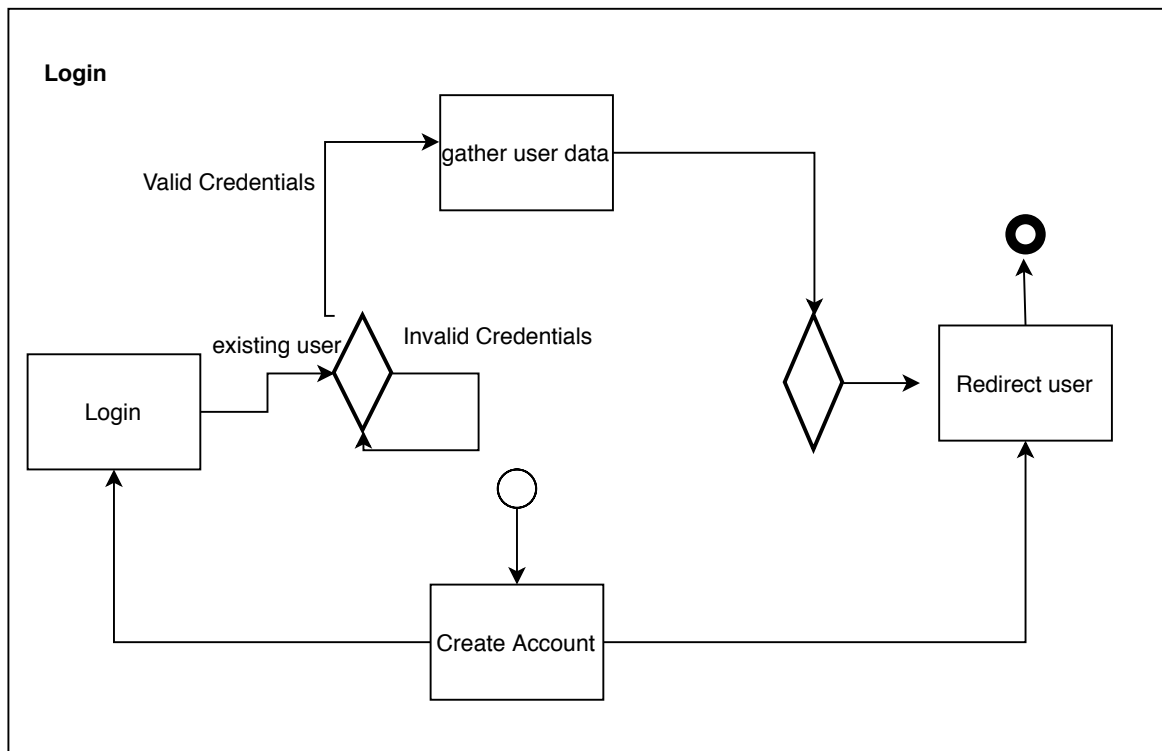 Login
gather user data
Valid Credentials
existing user
Invalid Credentials
Login
Redirect user
Create Account